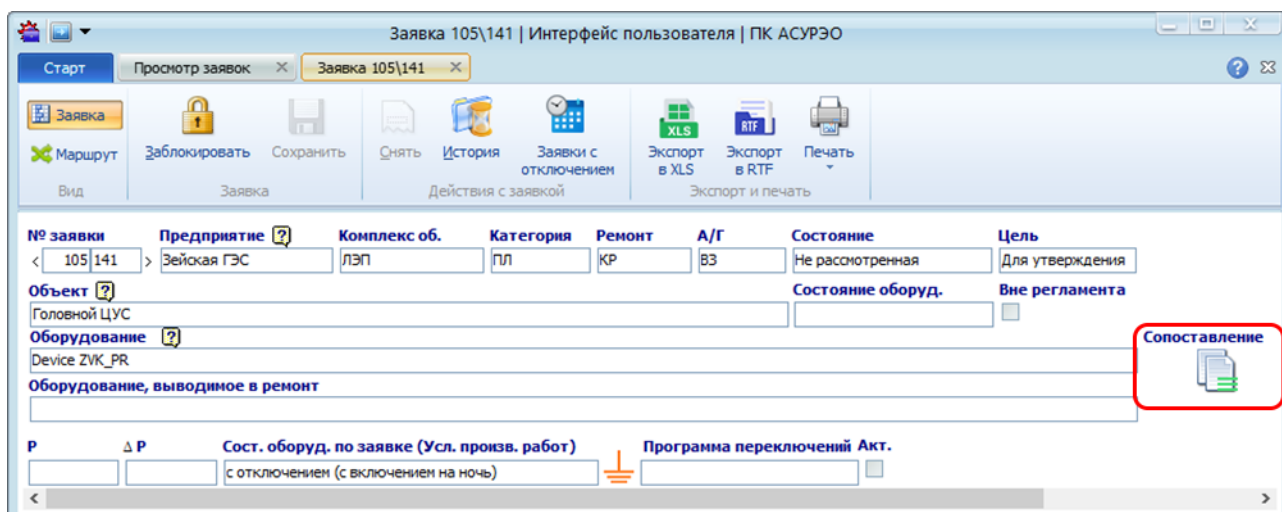 Заявка 105\141 | Интерфейс пользователя | ПК АСУРЭО
Старт Просмотр заявок Заявка 105\141
Заявка
Маршрут
Вид
Заблокировать Сохранить
Заявка
Снять История Заявки с отключением
Действия с заявкой
XLS RTF
Экспорт в XLS Экспорт в RTF Печать
Экспорт и печать
№ заявки Предприятие [?] Комплекс об. Категория Ремонт А/Г Состояние Цель
< 105 141 > Зейская ГЭС ЛЭП ПЛ КР ВЗ Не рассмотренная Для утверждения
Объект [?] Состояние оборуд. Вне регламента
Головной ЦУС
Оборудование [?] Сопоставление
Device ZVK_PR
Оборудование, выводимое в ремонт
Р Δ Р Сост. оборуд. по заявке (Усл. произв. работ) Программа переключений Акт.
с отключением (с включением на ночь)